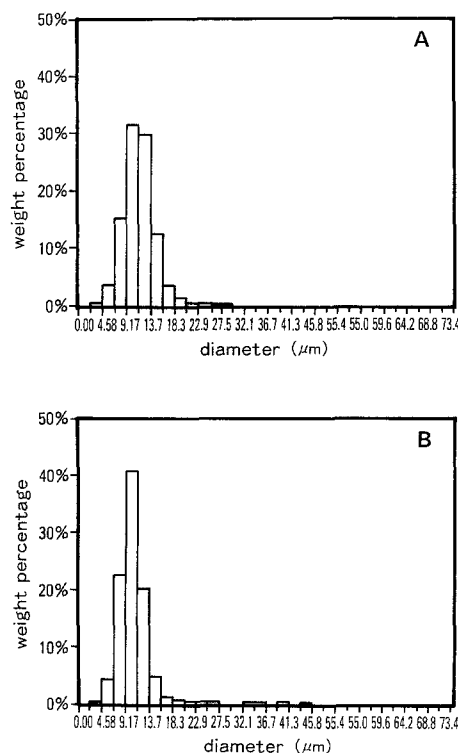 A
50%
40%
30%
20%
10%
0%
weight percentage
0.00 4.58 9.17 13.7 18.3 22.9 27.5 32.1 36.7 41.3 45.8 55.4 55.0 59.6 64.2 68.8 73.4
diameter (μm)
B
50%
40%
30%
20%
10%
0%
weight percentage
0.00 4.58 9.17 13.7 18.3 22.9 27.5 32.1 36.7 41.3 45.8 55.4 55.0 59.6 64.2 68.8 73.4
diameter (μm)